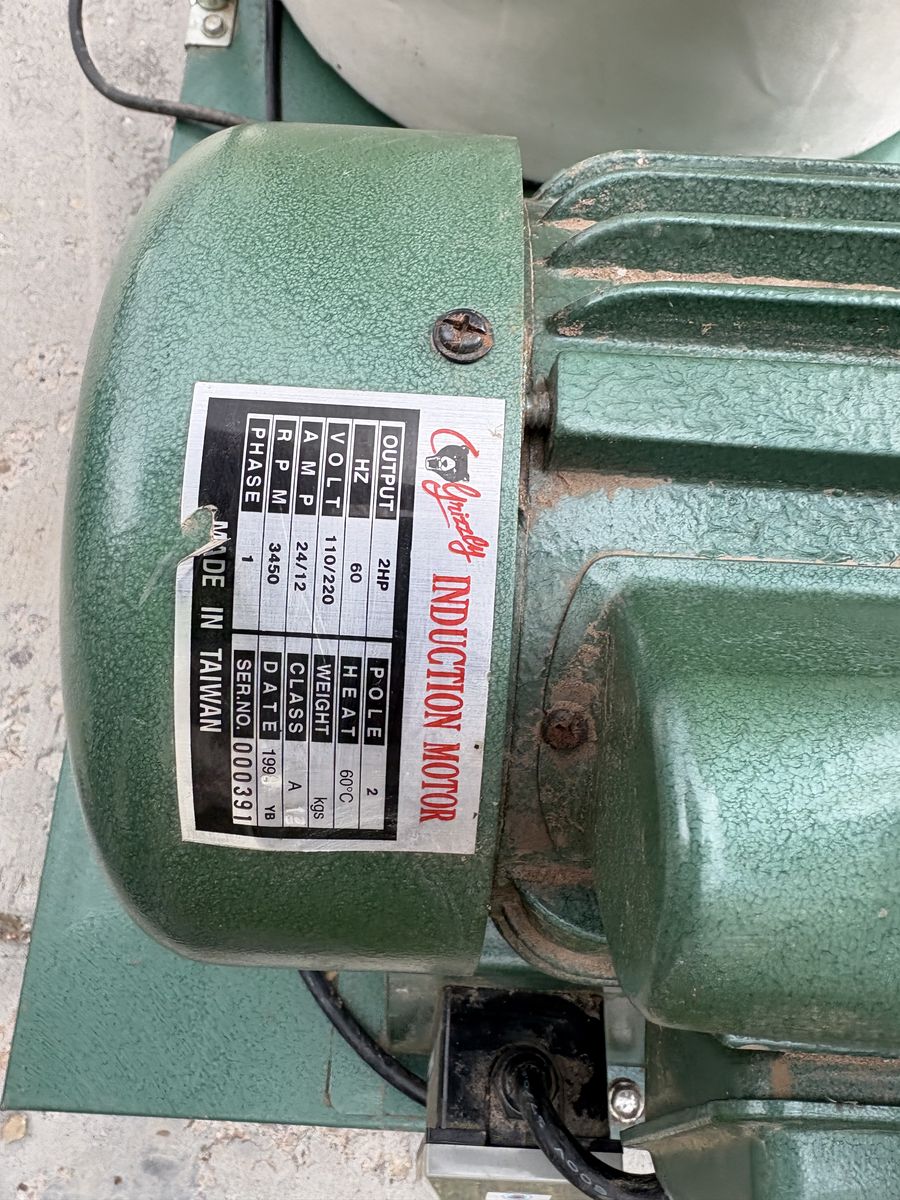 Grizzly INDUCTION MOTOR
OUTPUT 2HP POLE 2
HZ 60 HEAT 60°C
VOLT 110/220 WEIGHT kgs
AMP 24/12 CLASS A
RPM 3450 DATE YB
PHASE 1 SER.NO. 000391
MADE IN TAIWAN